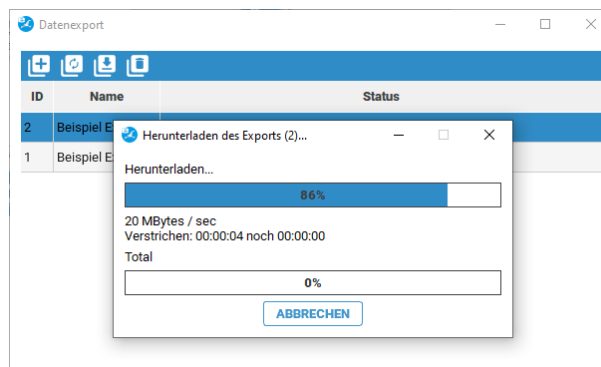 Datenexport
ID Name Status
2 Beispiel E
1 Beispiel E
Herunterladen des Exports (2)...
Herunterladen...
86%
20 MBytes / sec
Verstrichen: 00:00:04 noch 00:00:00
Total
0%
ABBRECHEN